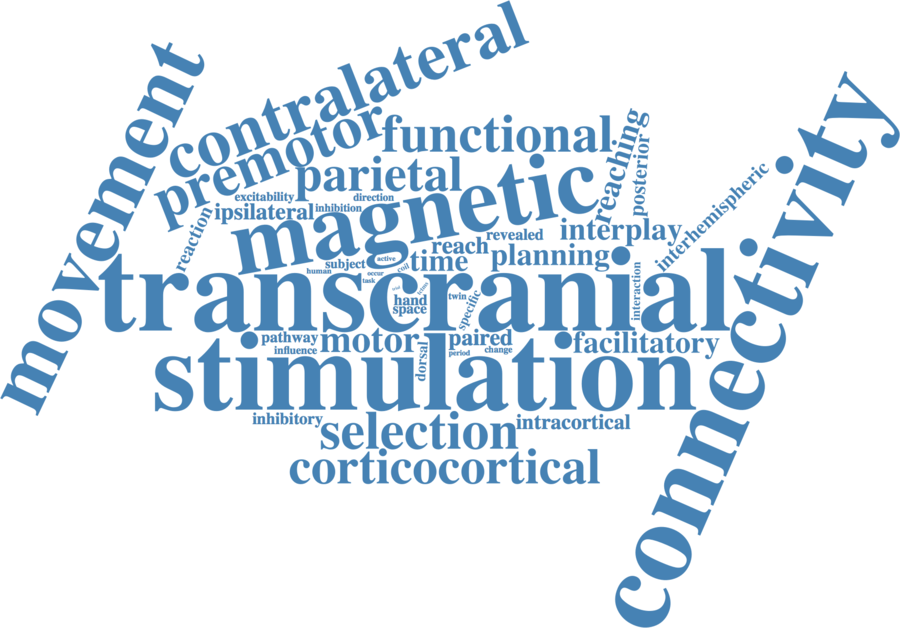 movement
contralateral
premotor
functional
parietal
reaching
posterior
connectivity
interhemispheric
excitability
direction
ipsilateral
inhibition
magnetic
reaction
interplay
revealed
reach
planning
time
subject
active
coil
human
occur
task
transcranial
interaction
hand
space
twin
specific
pathway
motor
paired
facilitatory
influence
dorsal
period
change
stimulation
inhibitory
selection
intracortical
corticocortical